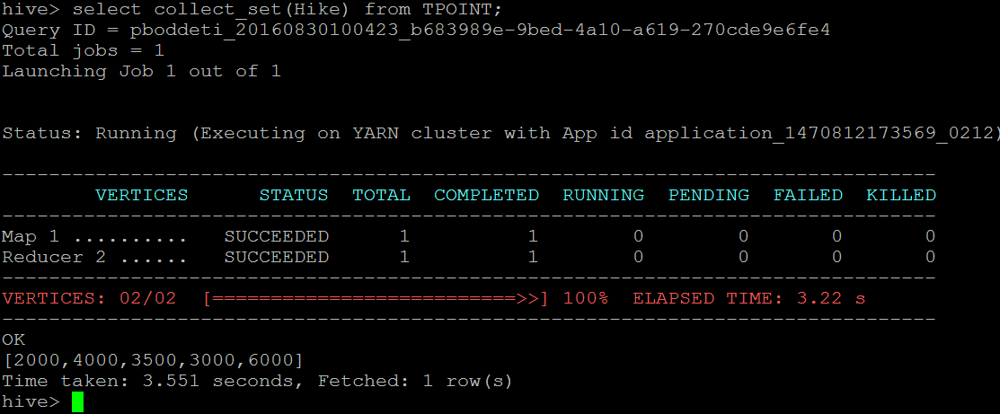 hive> select collect_set(Hike) from TPOINT;
Query ID = pboddeti_20160830100423_b683989e-9bed-4a10-a619-270cde9e6fe4
Total jobs = 1
Launching Job 1 out of 1
Status: Running (Executing on YARN cluster with App id application_1470812173569_0212)
--------------------------------------------------------------------------------
VERTICES STATUS TOTAL COMPLETED RUNNING PENDING FAILED KILLED
--------------------------------------------------------------------------------
Map 1 .......... SUCCEEDED 1 1 0 0 0 0
Reducer 2 ...... SUCCEEDED 1 1 0 0 0 0
--------------------------------------------------------------------------------
VERTICES: 02/02 [==========================>>] 100% ELAPSED TIME: 3.22 s
--------------------------------------------------------------------------------
OK
[2000,4000,3500,3000,6000]
Time taken: 3.551 seconds, Fetched: 1 row(s)
hive>